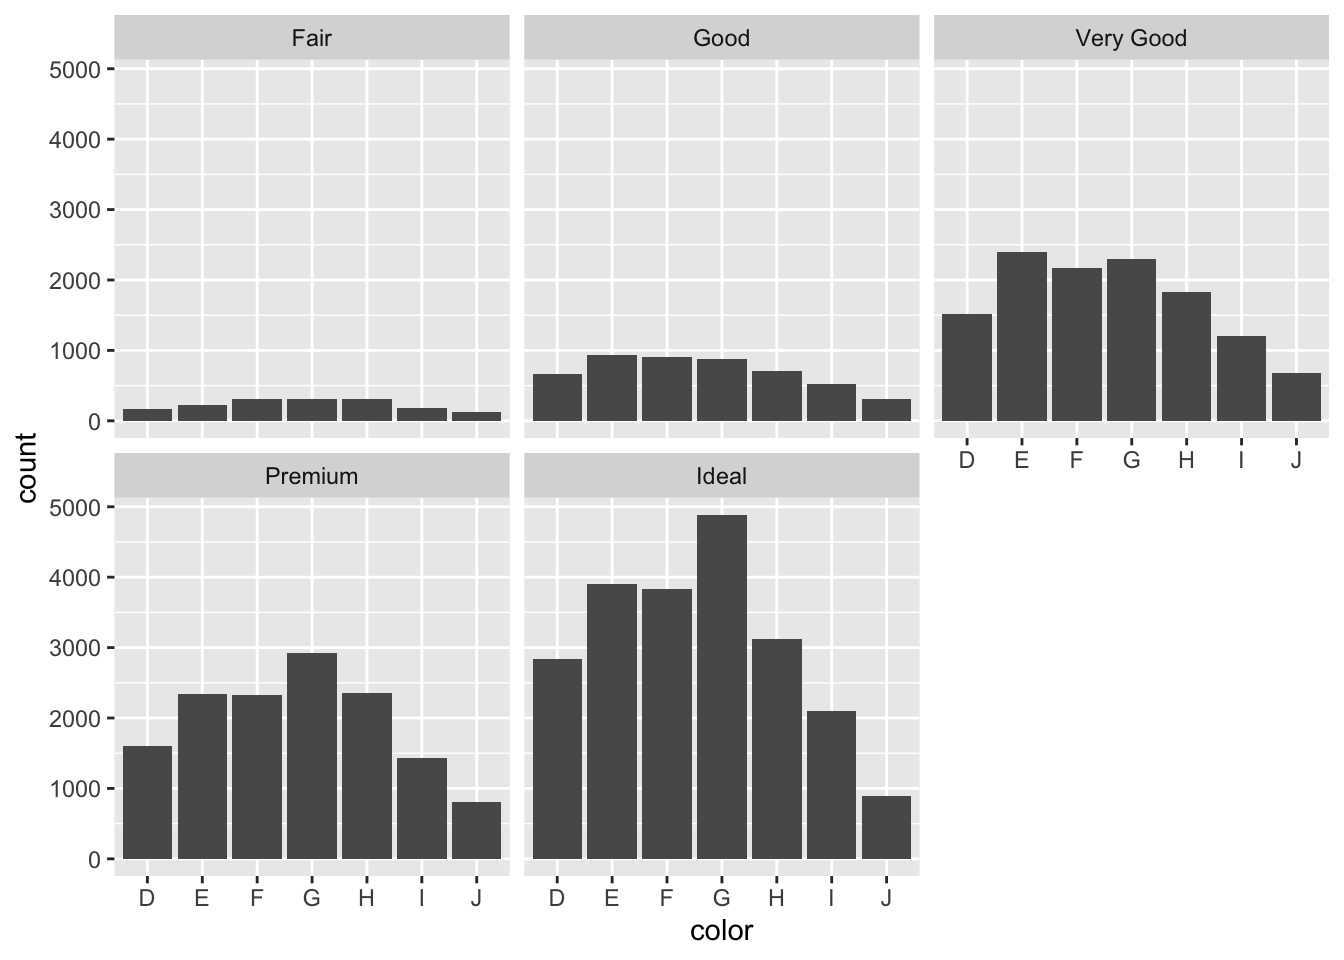 Fair Good Very Good
5000
4000
3000
2000
1000
0
count
D E F G H I J
Premium Ideal
5000
4000
3000
2000
1000
0
D E F G H I J D E F G H I J
color